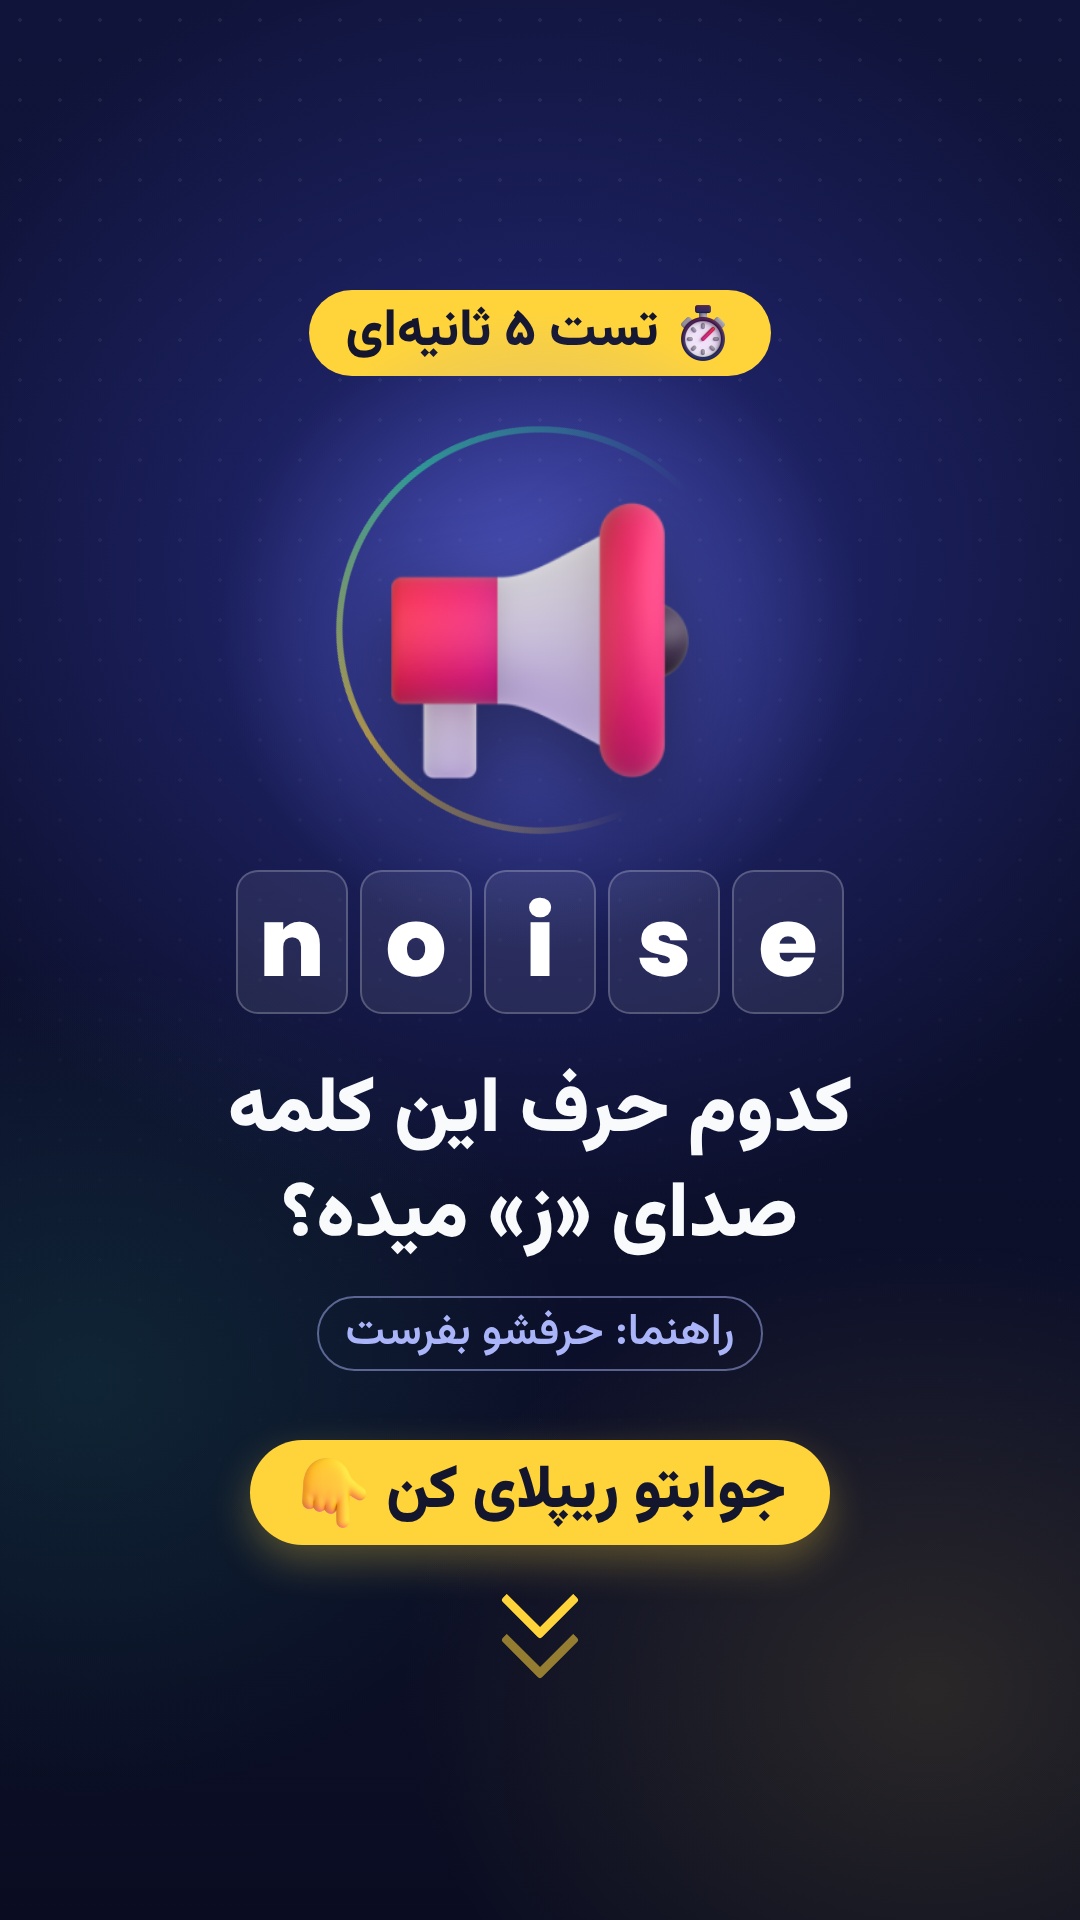 ⏱️ تست ۵ ثانیه‌ای
noise
کدوم حرف این کلمه
صدای «ز» میده؟
راهنما: حرفشو بفرست
جوابتو ریپلای کن 👇